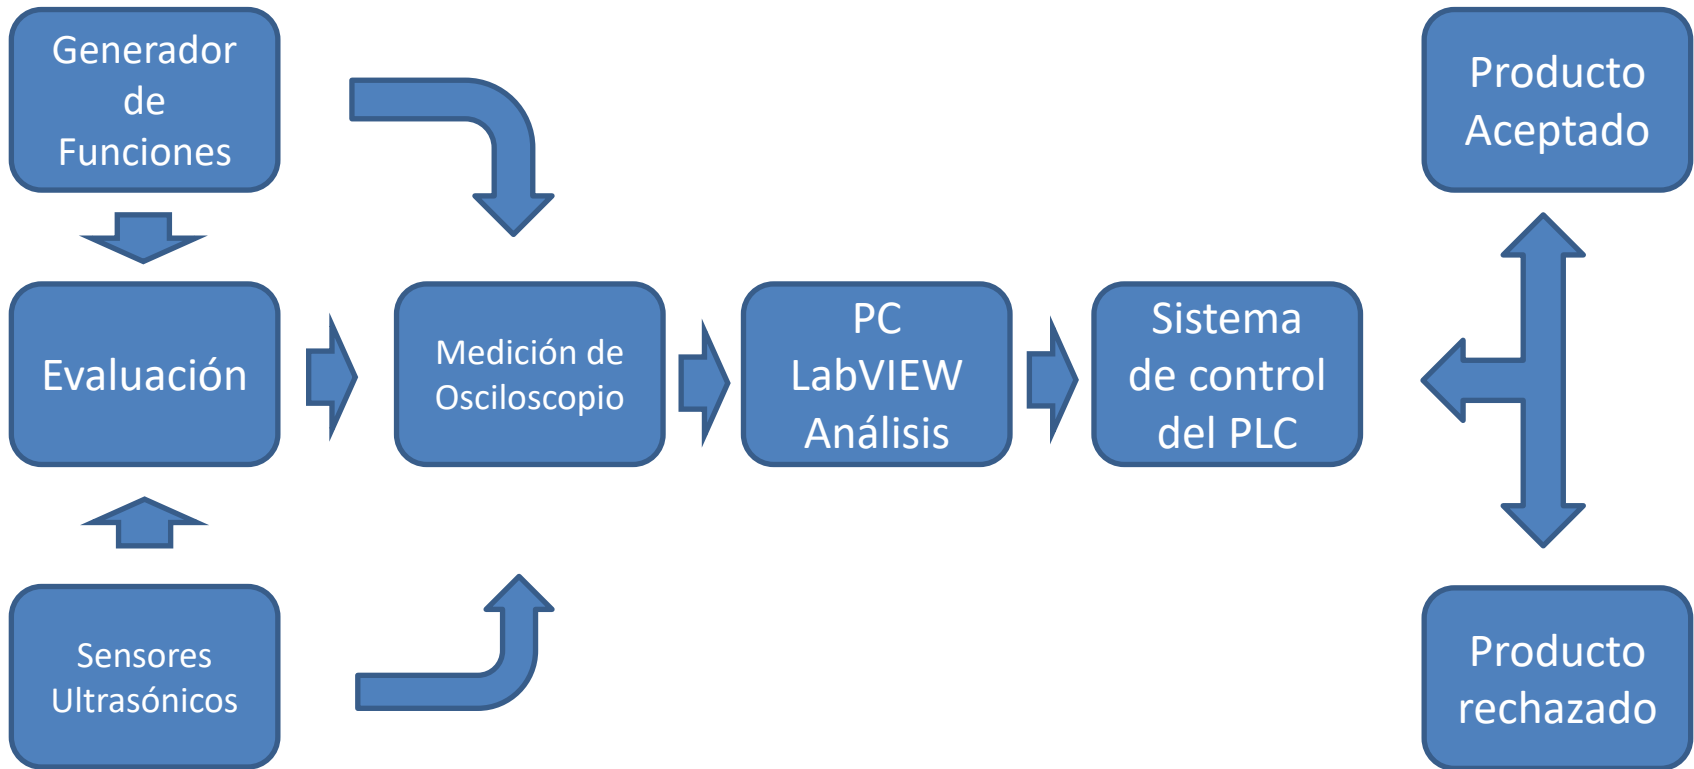 Generador
de
Funciones
Evaluación
Sensores
Ultrasónicos
Medición de
Osciloscopio
PC
LabVIEW
Análisis
Sistema
de control
del PLC
Producto
Aceptado
Producto
rechazado